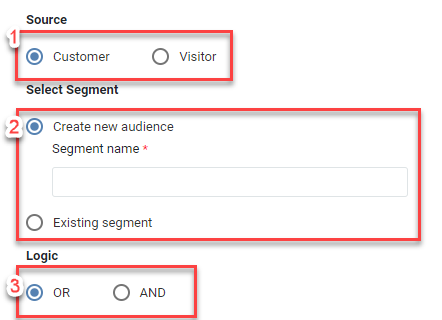 Source
1
Customer Visitor
Select Segment
2
Create new audience
Segment name *
Existing segment
Logic
3
OR AND